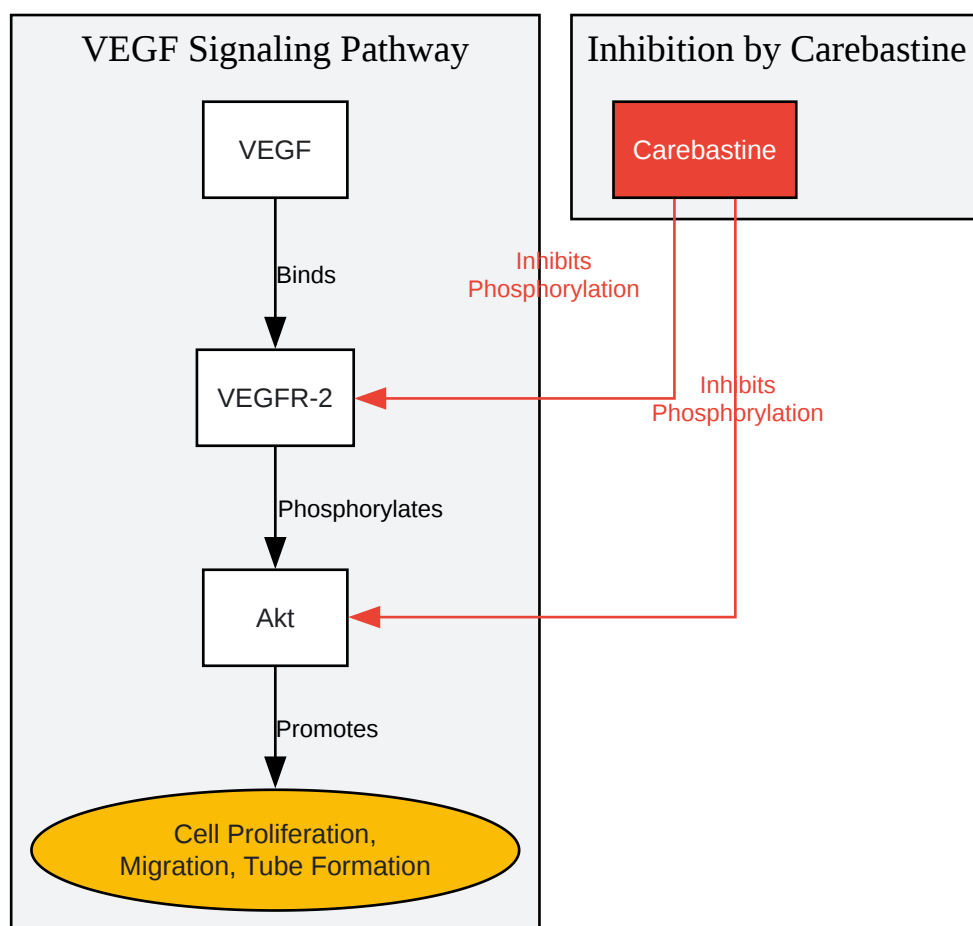 VEGF Signaling Pathway
Inhibition by Carebastine
VEGF
Carebastine
Binds
Inhibits
Phosphorylation
VEGFR-2
Inhibits
Phosphorylation
Phosphorylates
Akt
Promotes
Cell Proliferation,
Migration, Tube Formation